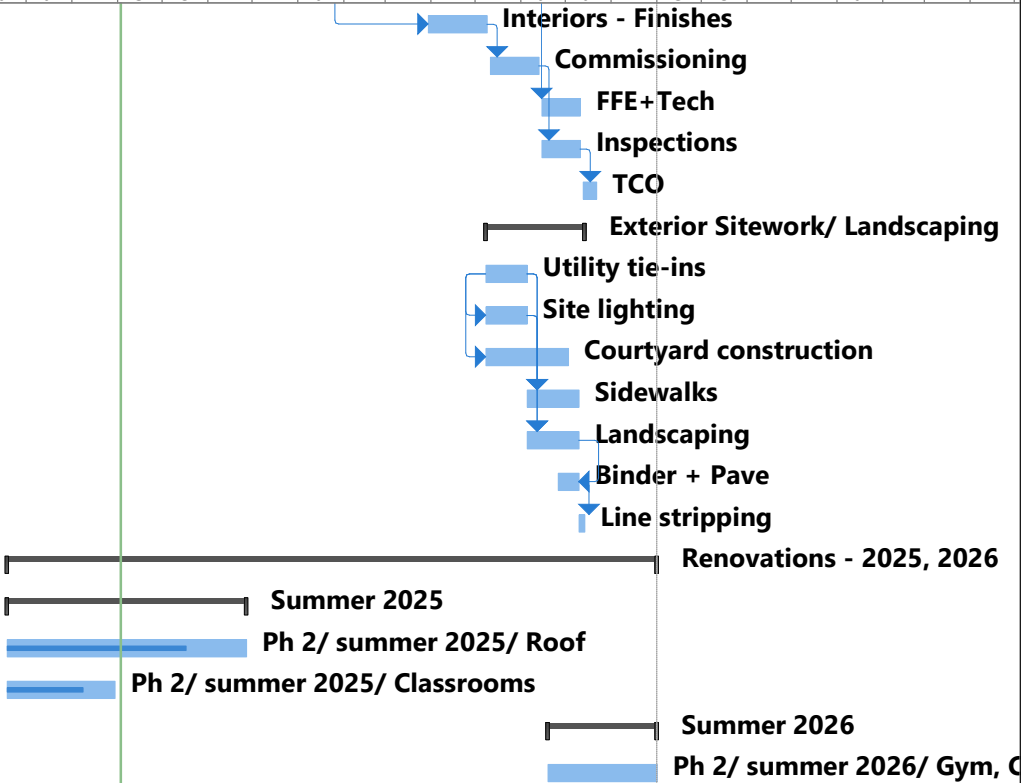 Interiors - Finishes
Commissioning
FFE+Tech
Inspections
TCO
Exterior Sitework/ Landscaping
Utility tie-ins
Site lighting
Courtyard construction
Sidewalks
Landscaping
Binder + Pave
Line stripping
Renovations - 2025, 2026
Summer 2025
Ph 2/ summer 2025/ Roof
Ph 2/ summer 2025/ Classrooms
Summer 2026
Ph 2/ summer 2026/ Gym,